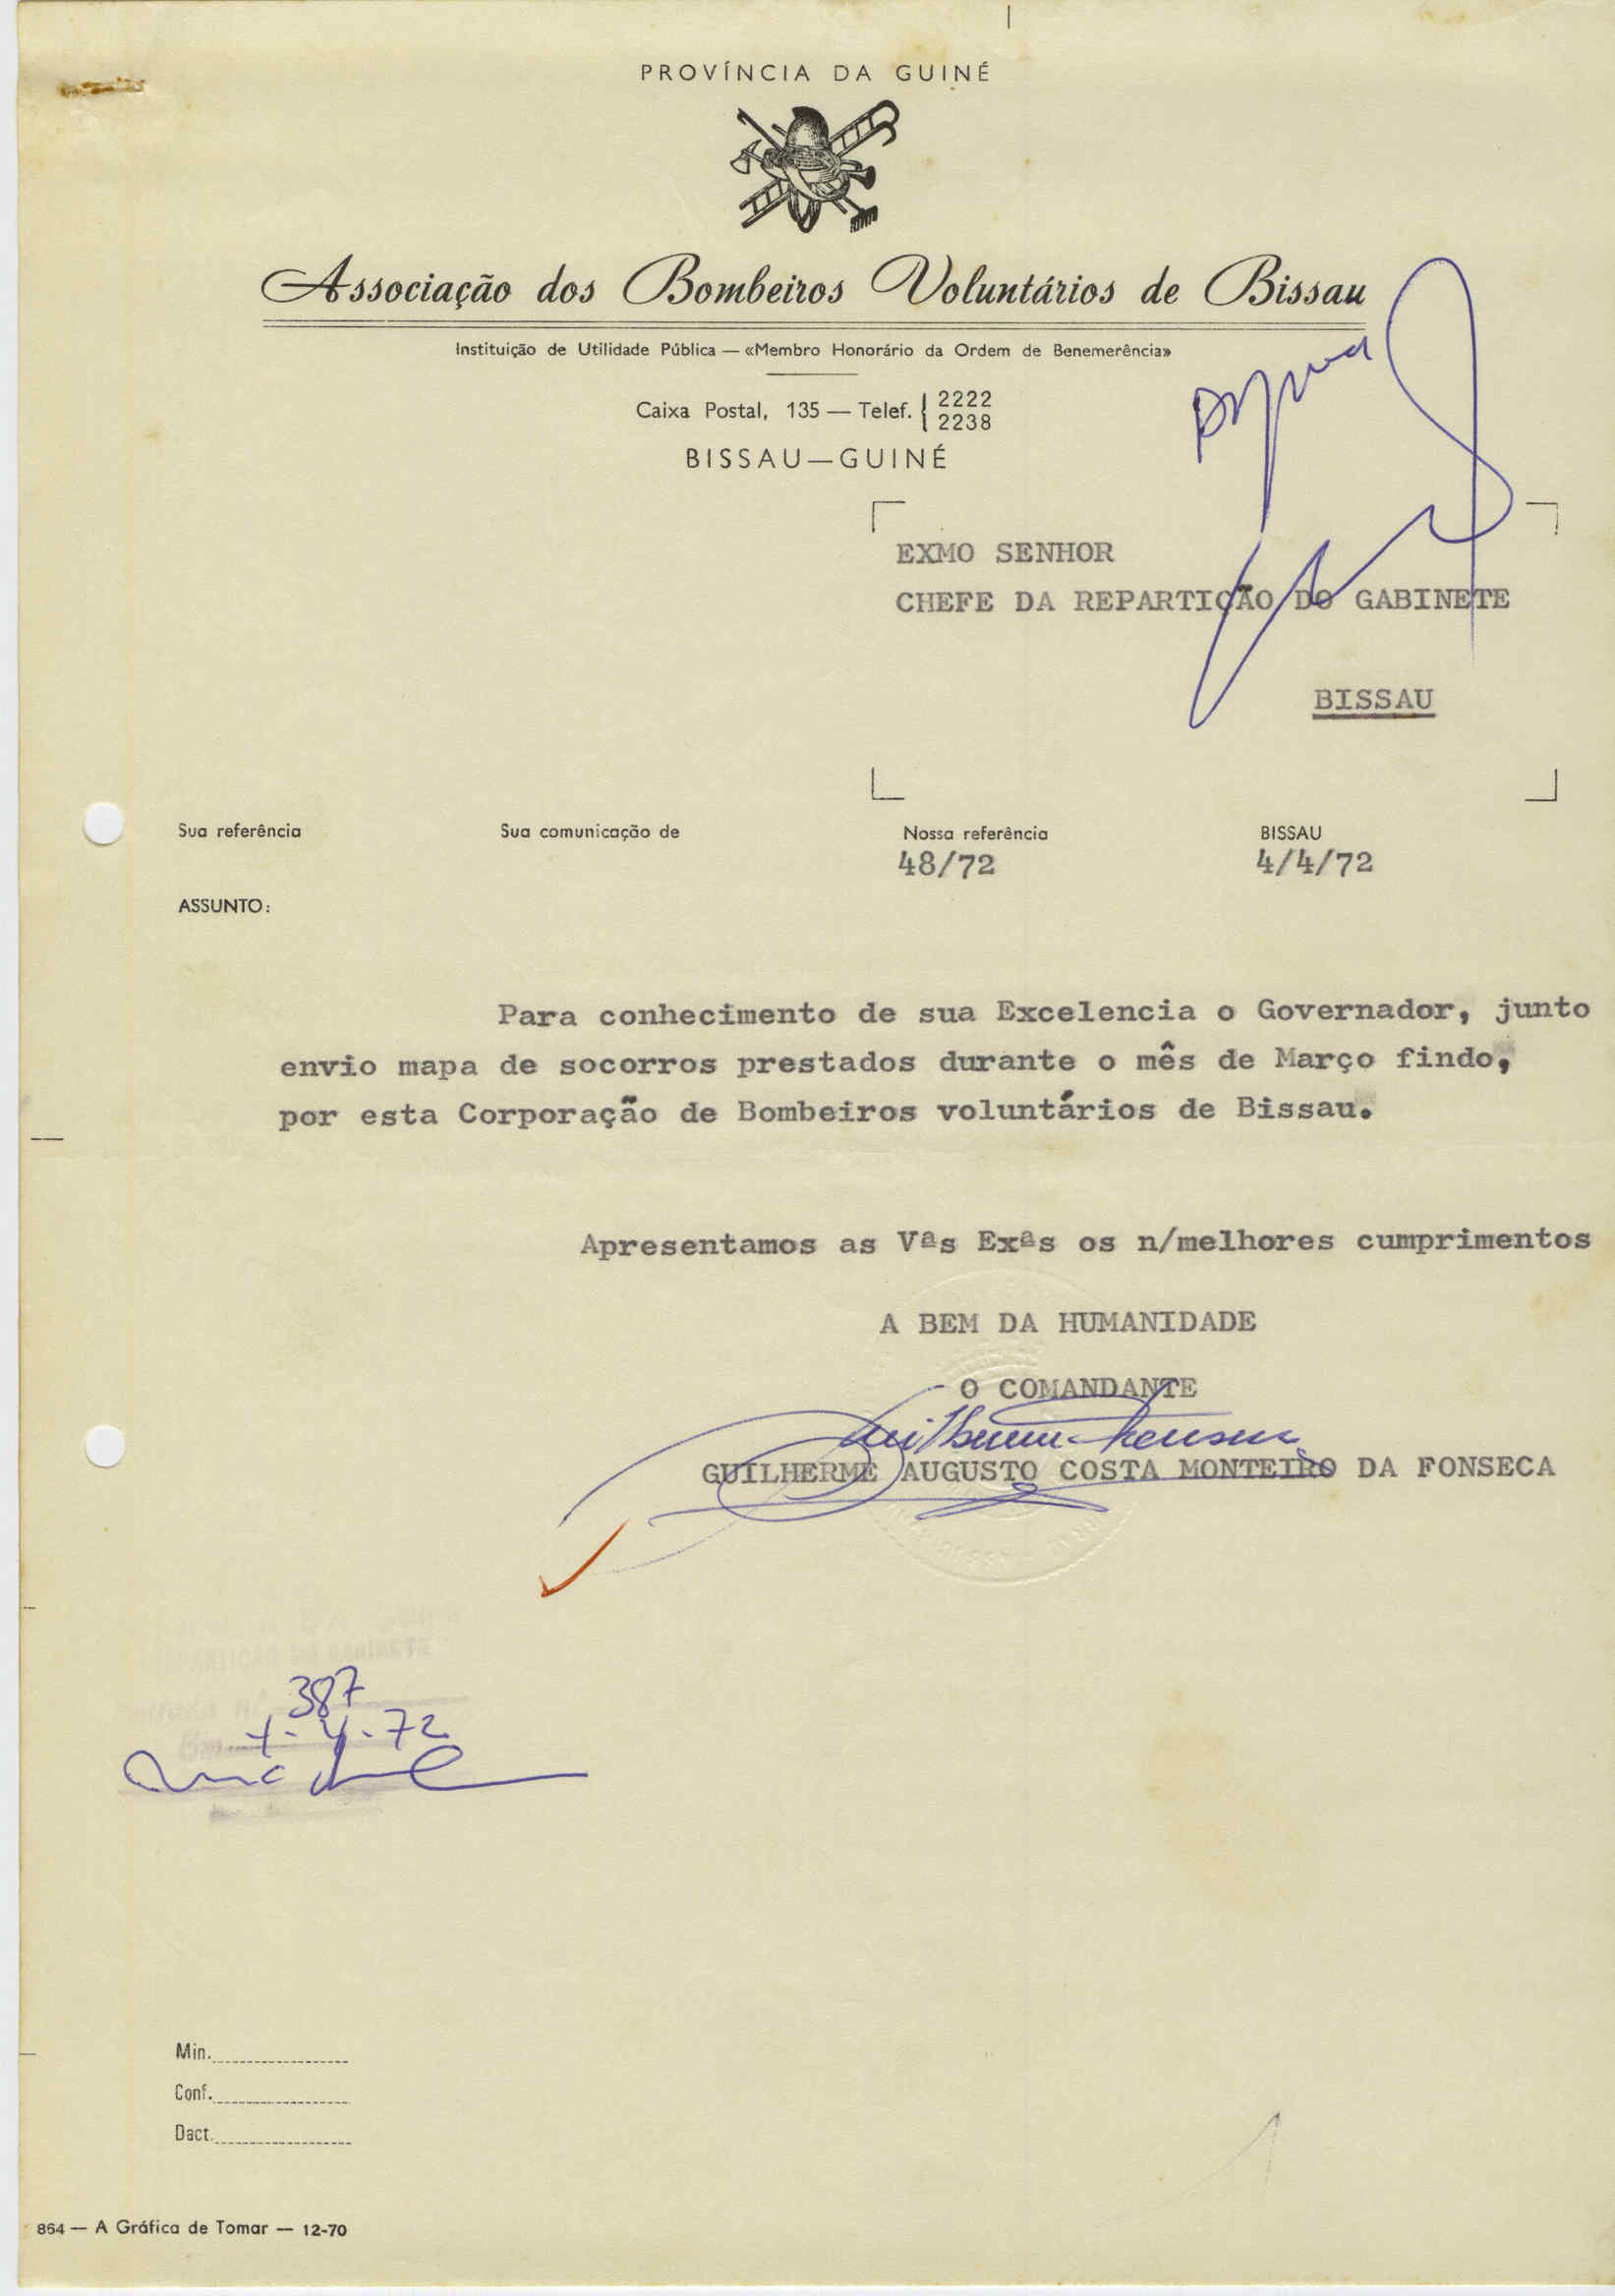 PROVÍNCIA DA GUINÉ
Associação dos Bombeiros Voluntários de Bissau
Instituição de Utilidade Pública — «Membro Honorário da Ordem de Benemerência»
Caixa Postal, 135 — Telef. { 2222
2238
BISSAU—GUINÉ
EXMO SENHOR
CHEFE DA REPARTIÇÃO DO GABINETE
BISSAU
Sua referência Sua comunicação de Nossa referência BISSAU
48/72 4/4/72
ASSUNTO:
Para conhecimento de sua Excelencia o Governador, junto
envio mapa de socorros prestados durante o mês de Março findo,
por esta Corporação de Bombeiros voluntários de Bissau.
Apresentamos as Vªs Exªs os n/melhores cumprimentos
A BEM DA HUMANIDADE
O COMANDANTE
GUILHERME AUGUSTO COSTA MONTEIRO DA FONSECA
REPARTIÇÃO DO GABINETE
387
4-72
Min.
Conf.
Dact.
864 — A Gráfica de Tomar — 12-70